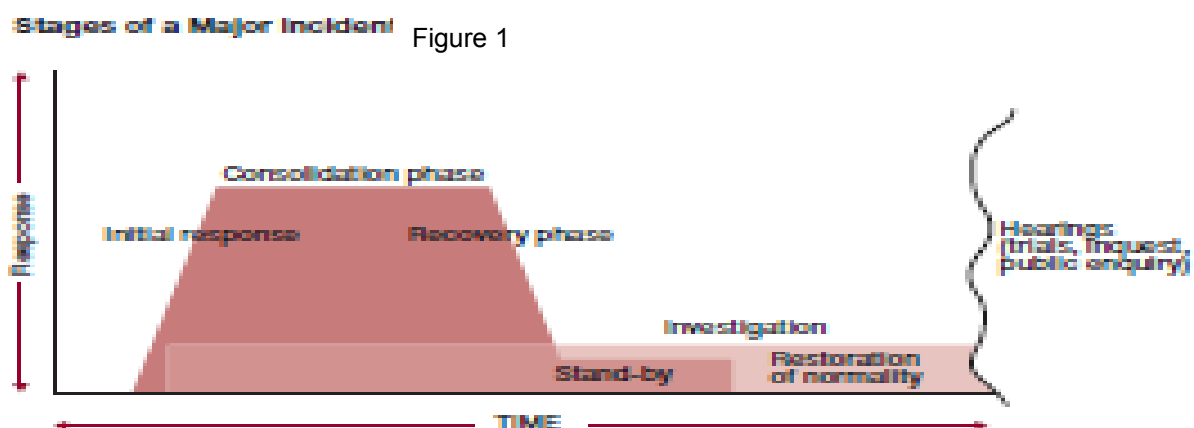 Stages of a Major Incident
Figure 1
Consolidation phase
Initial response
Recovery phase
Response
Hearings
(trials, inquest,
public enquiry)
Investigation
Restoration
of normality
Stand-by
TIME